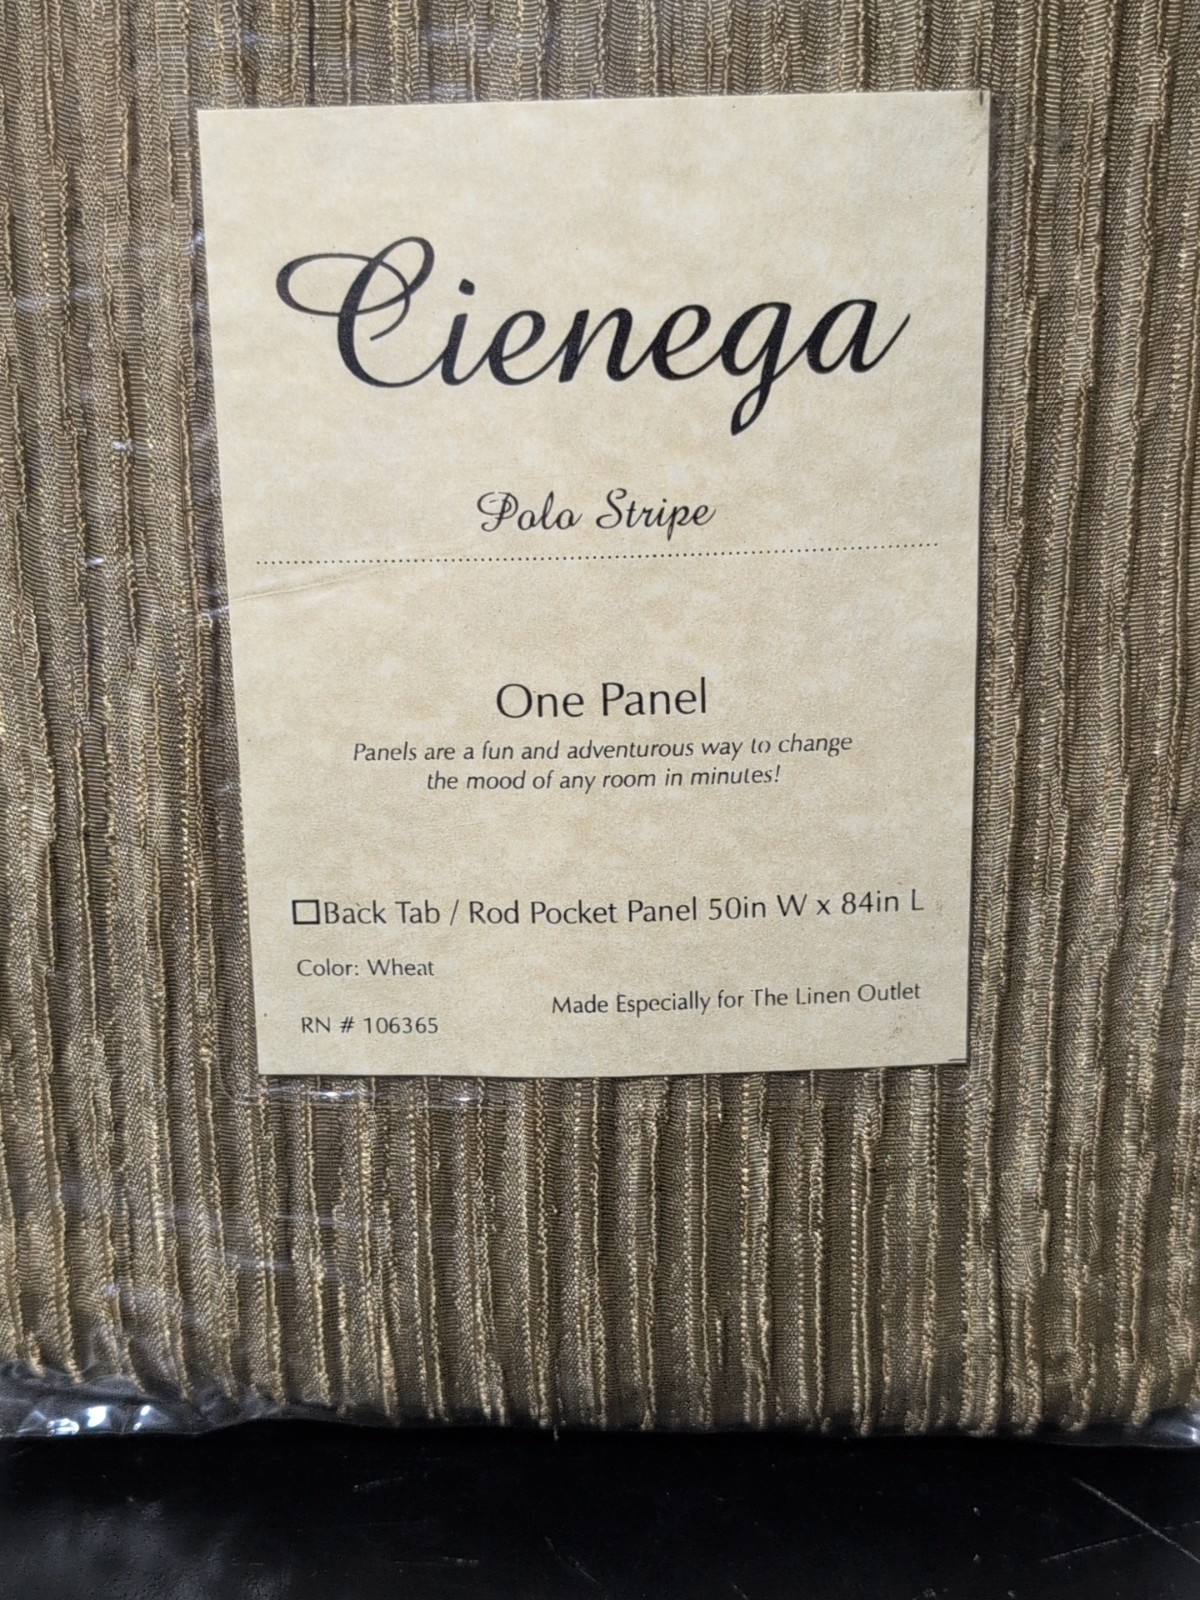 Cienega
Polo Stripe
One Panel
Panels are a fun and adventurous way to change
the mood of any room in minutes!
Back Tab / Rod Pocket Panel 50in W x 84in L
Color: Wheat
Made Especially for The Linen Outlet
RN # 106365